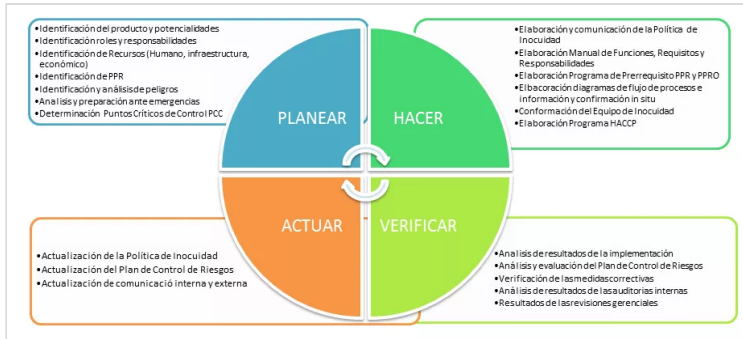 •Identificación del producto y potencialidades
•Identificación roles y responsabilidades
•Identificación de Recursos (Humano, infraestructura,
económico)
•Identificación de PPR
•Identificación y análisis de peligros
•Analisis y preparación ante emergencias
•Determinación Puntos Críticos de Control PCC
•Elaboración y comunicación de la Política de
Inocuidad
•Elaboración Manual de Funciones, Requisitos y
Responsabilidades
•Elaboración Programa de Prerrequisito PPR y PPRO
•Elbacoración diagramas de flujo de procesos e
información y confirmación in situ
•Conformación del Equipo de Inocuidad
•Elaboración Programa HACCP
PLANEAR
HACER
ACTUAR
VERIFICAR
•Actualización de la Política de Inocuidad
•Actualización del Plan de Control de Riesgos
•Actualización de comunicació interna y externa
•Analisis de resultados de la implementación
•Análisis y evaluación del Plan de Control de Riesgos
•Verificación de las medidas correctivas
•Análisis de resultados de las auditorias internas
•Resultados de las revisiones gerenciales